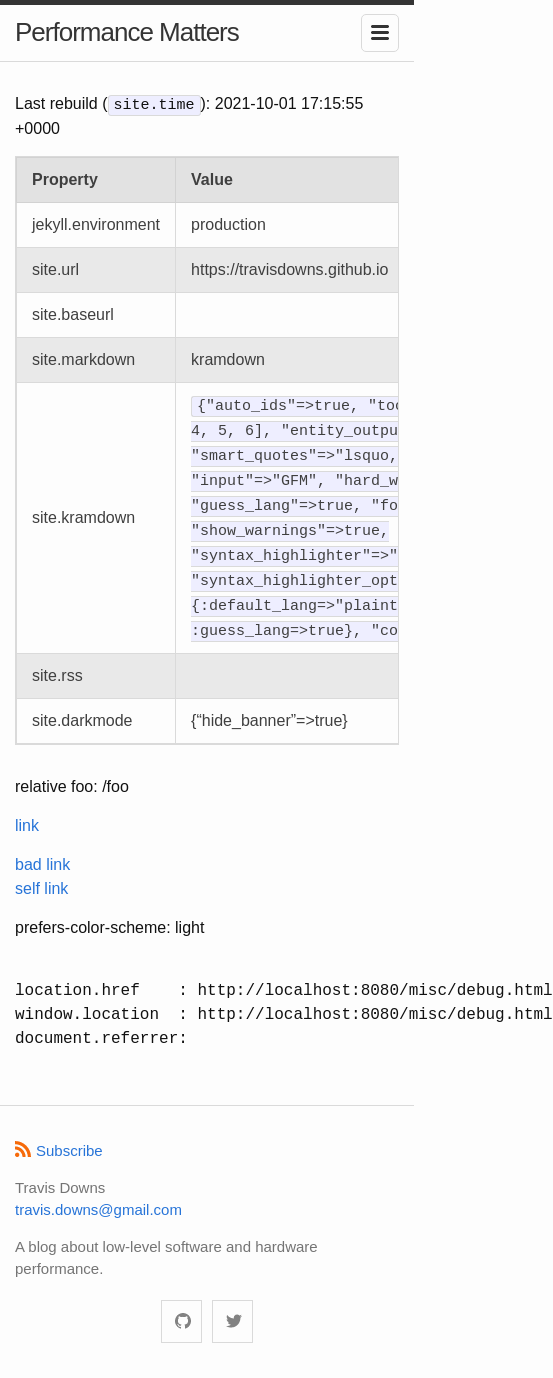 Performance Matters
Last rebuild (site.time): 2021-10-01 17:15:55
+0000
Property Value
jekyll.environment production
site.url https://travisdowns.github.io
site.baseurl
site.markdown kramdown
{"auto_ids"=>true, "toc
4, 5, 6], "entity_outpu
"smart_quotes"=>"lsquo,
"input"=>"GFM", "hard_w
"guess_lang"=>true, "fo
site.kramdown "show_warnings"=>true,
"syntax_highlighter"=>"
"syntax_highlighter_opt
{:default_lang=>"plaint
:guess_lang=>true}, "co
site.rss
site.darkmode {“hide_banner”=>true}
relative foo: /foo
link
bad link
self link
prefers-color-scheme: light
location.href    : http://localhost:8080/misc/debug.html
window.location  : http://localhost:8080/misc/debug.html
document.referrer:
Subscribe
Travis Downs
travis.downs@gmail.com
A blog about low-level software and hardware
performance.